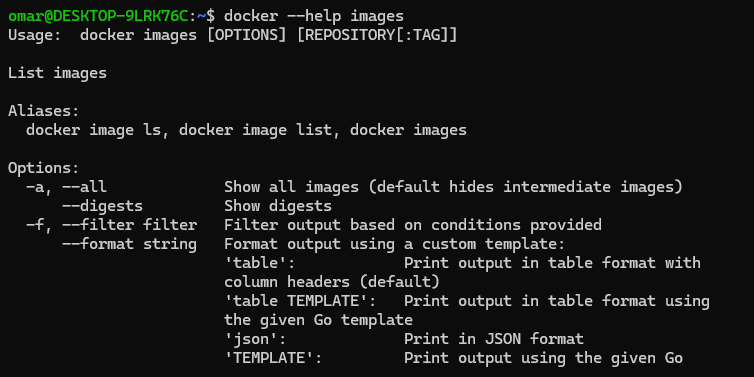 omar@DESKTOP-9LRK76C:~$ docker --help images
Usage:  docker images [OPTIONS] [REPOSITORY[:TAG]]
List images
Aliases:
  docker image ls, docker image list, docker images
Options:
  -a, --all             Show all images (default hides intermediate images)
      --digests         Show digests
  -f, --filter filter   Filter output based on conditions provided
      --format string   Format output using a custom template:
                        'table':            Print output in table format with
                        column headers (default)
                        'table TEMPLATE':   Print output in table format using
                        the given Go template
                        'json':             Print in JSON format
                        'TEMPLATE':         Print output using the given Go